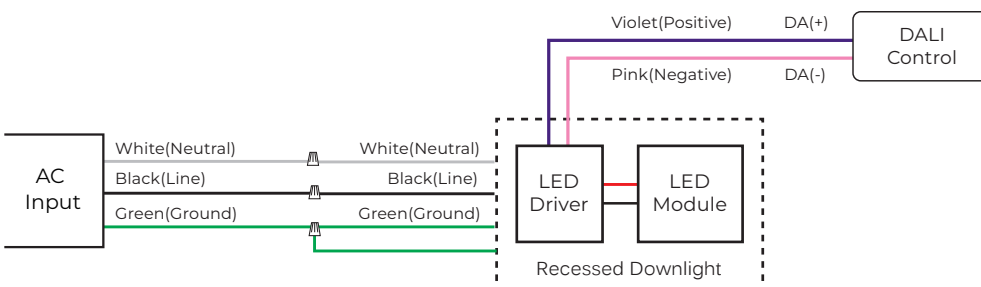 Violet(Positive) DA(+)
DALI
Control
Pink(Negative) DA(-)
AC
Input
White(Neutral) White(Neutral)
Black(Line) Black(Line)
Green(Ground) Green(Ground)
LED
Driver
LED
Module
Recessed Downlight